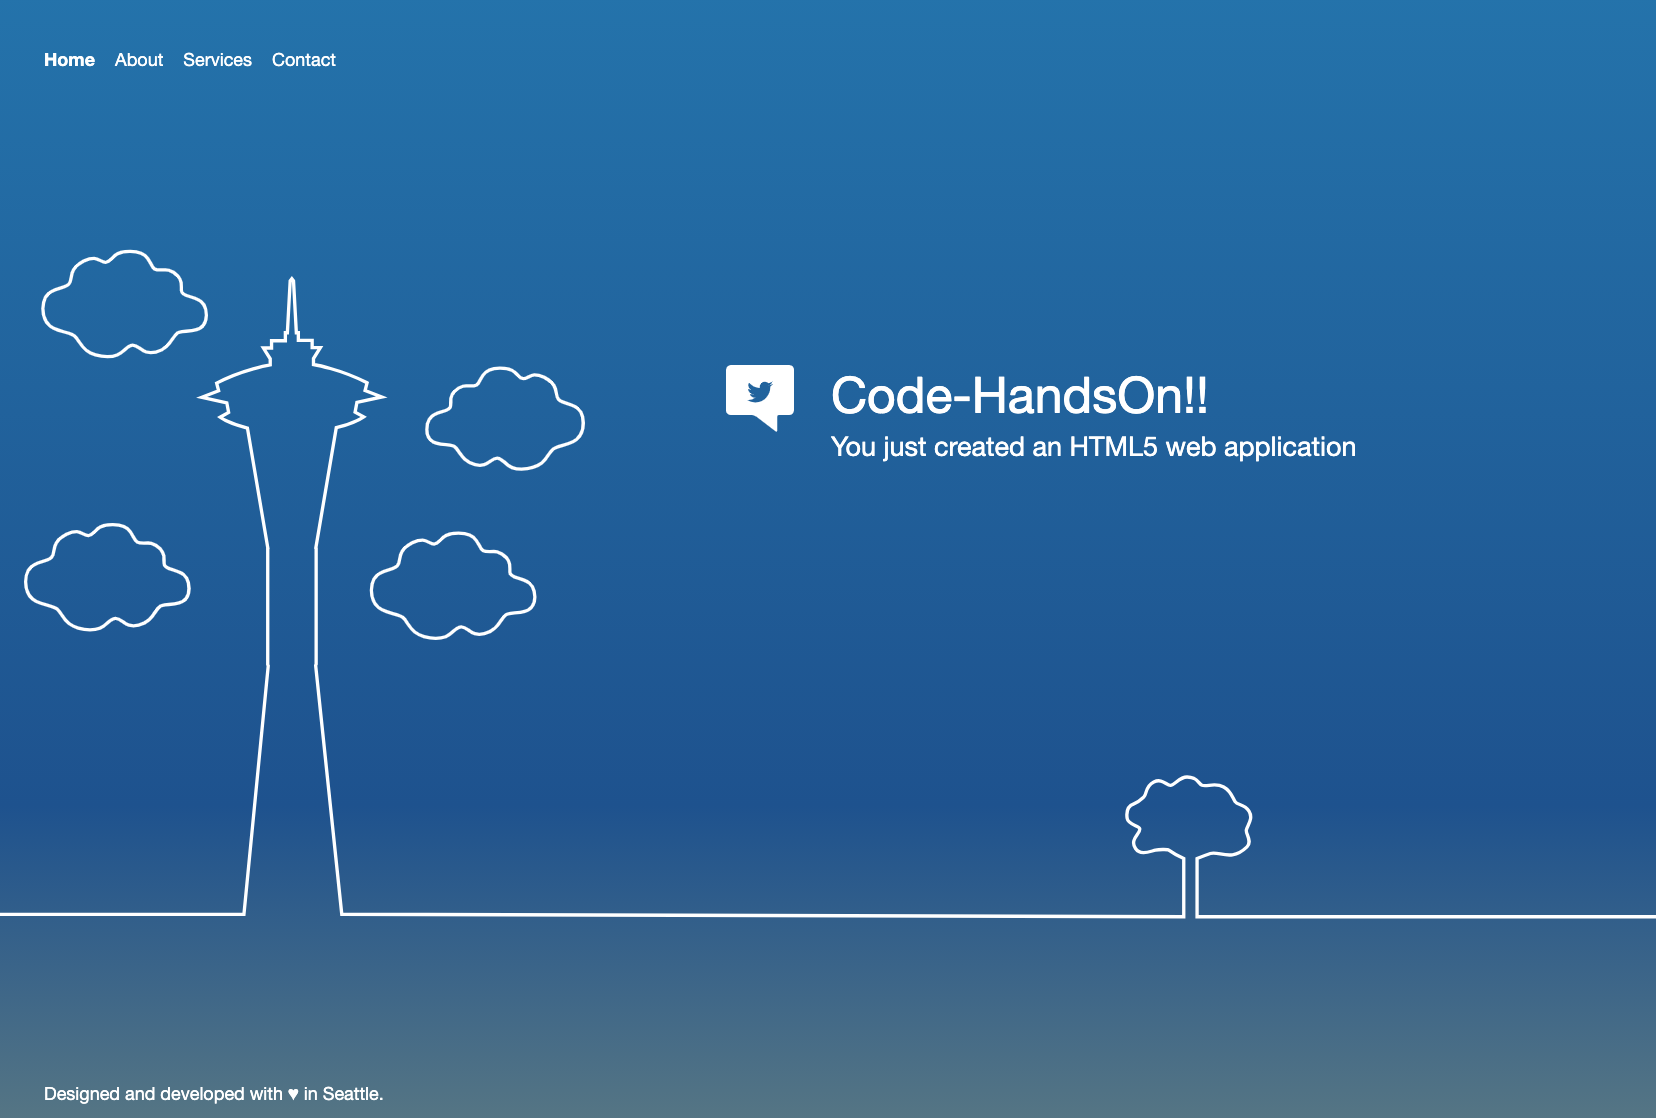 Home About Services Contact
Code-HandsOn!!
You just created an HTML5 web application
Designed and developed with ♥ in Seattle.